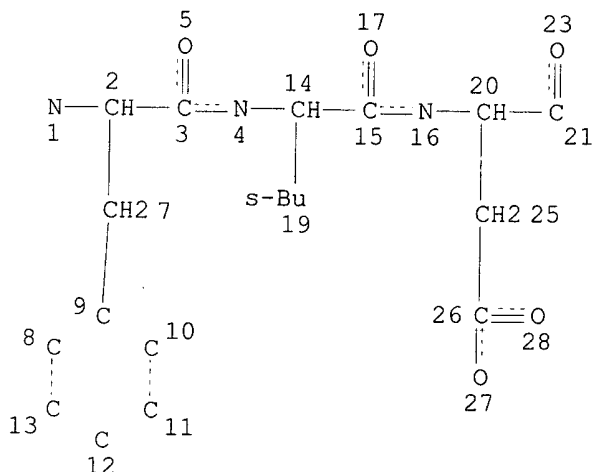 5 17 23
O O O
2 14 20
N CH C N CH C N CH C
1 3 4 15 16 21
s-Bu
19
CH2 7 CH2 25
9 C
26 C O
8 10 28
C C
O
27
C C
13 11
C
12